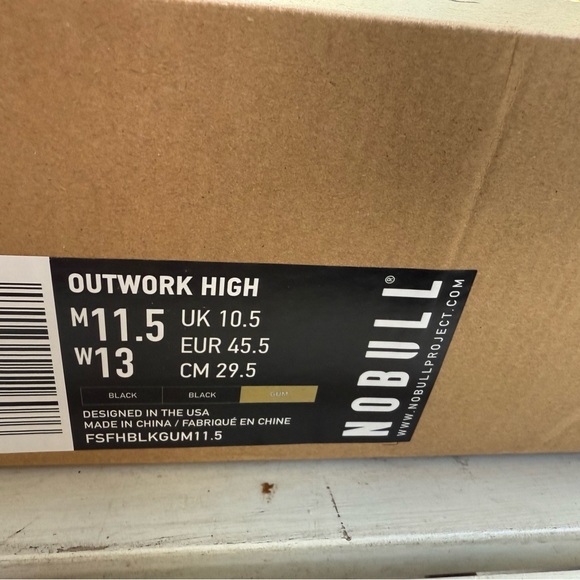 OUTWORK HIGH
M11.5
W13
UK 10.5
EUR 45.5
CM 29.5
BLACK BLACK GUM
DESIGNED IN THE USA
MADE IN CHINA / FABRIQUÉ EN CHINE
FSFHBLKGUM11.5
NOBULL®
WWW.NOBULLPROJECT.COM